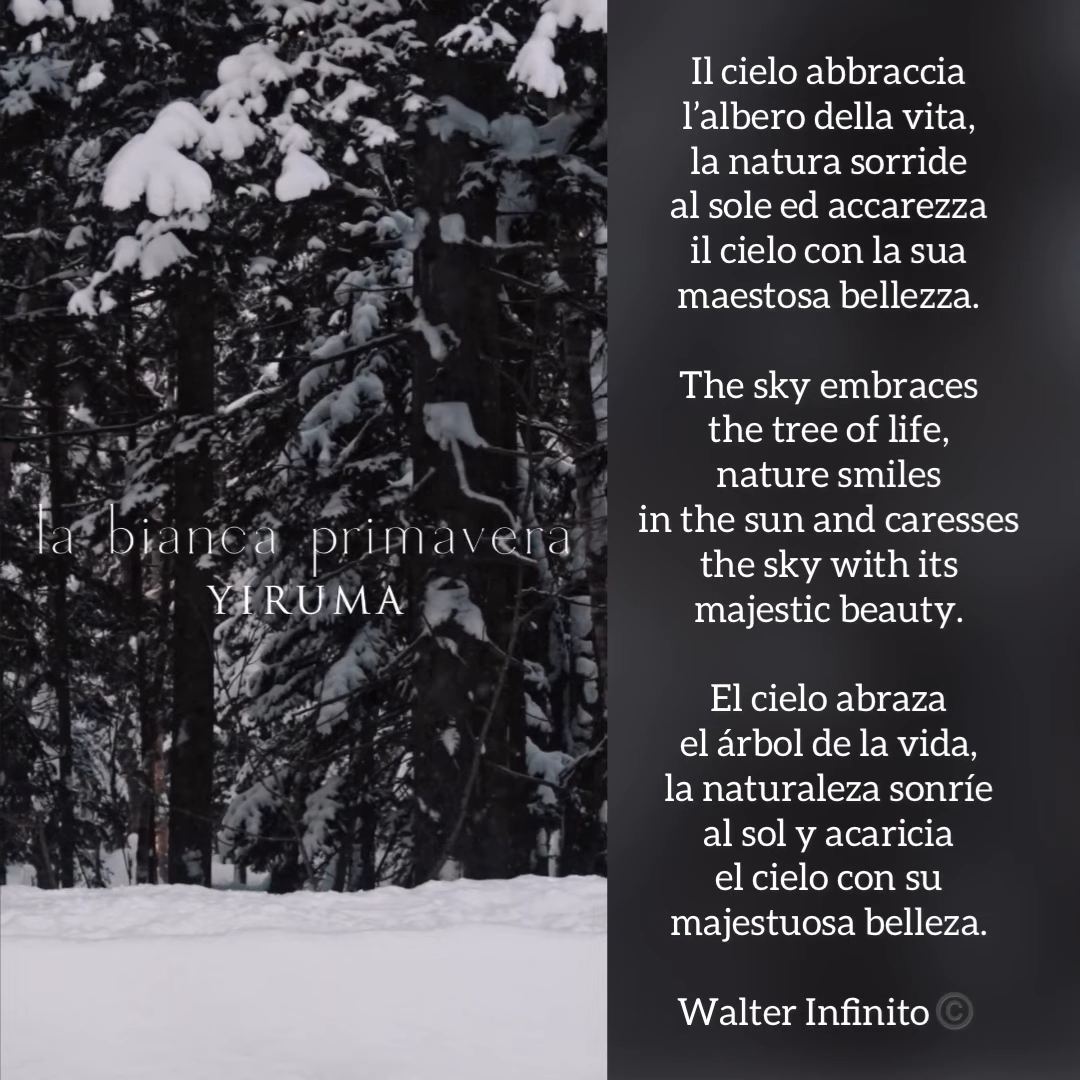 la bianca primavera
YIRUMA
Il cielo abbraccia
l’albero della vita,
la natura sorride
al sole ed accarezza
il cielo con la sua
maestosa bellezza.
The sky embraces
the tree of life,
nature smiles
in the sun and caresses
the sky with its
majestic beauty.
El cielo abraza
el árbol de la vida,
la naturaleza sonríe
al sol y acaricia
el cielo con su
majestuosa belleza.
Walter Infinito ©